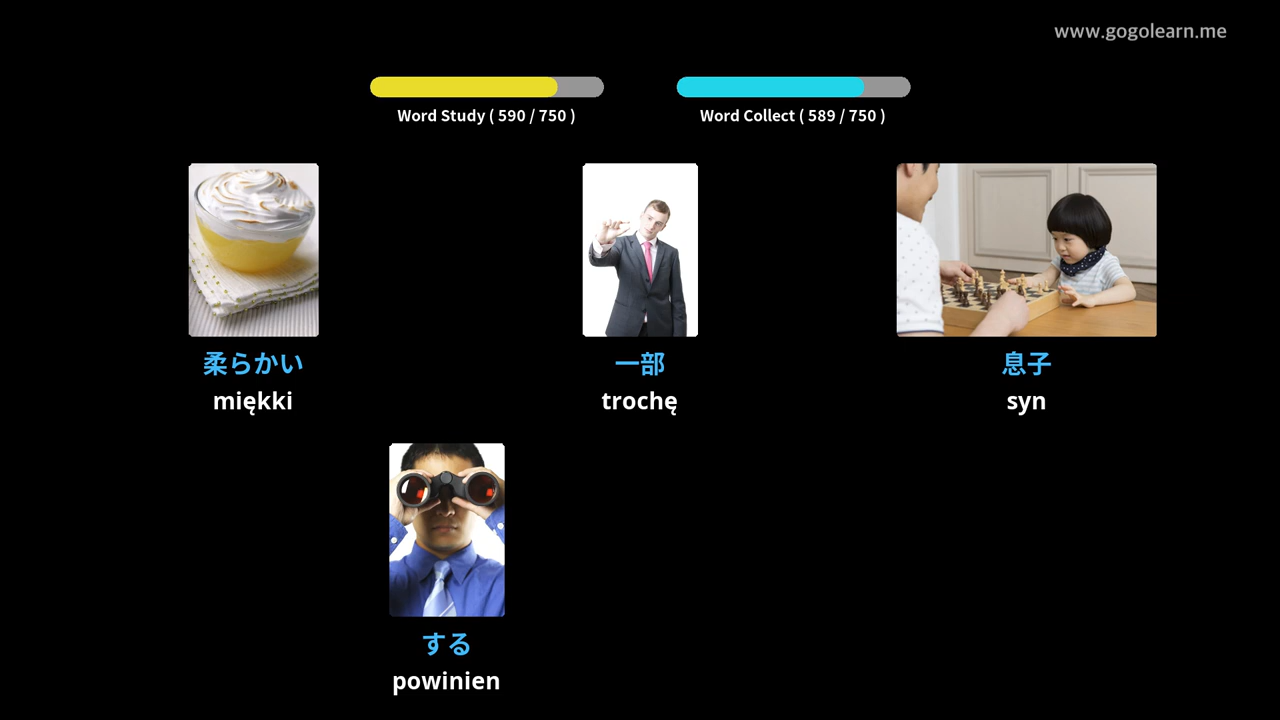 www.gogolearn.me
Word Study ( 590 / 750 )
Word Collect ( 589 / 750 )
柔らかい
miękki
一部
trochę
息子
syn
する
powinien